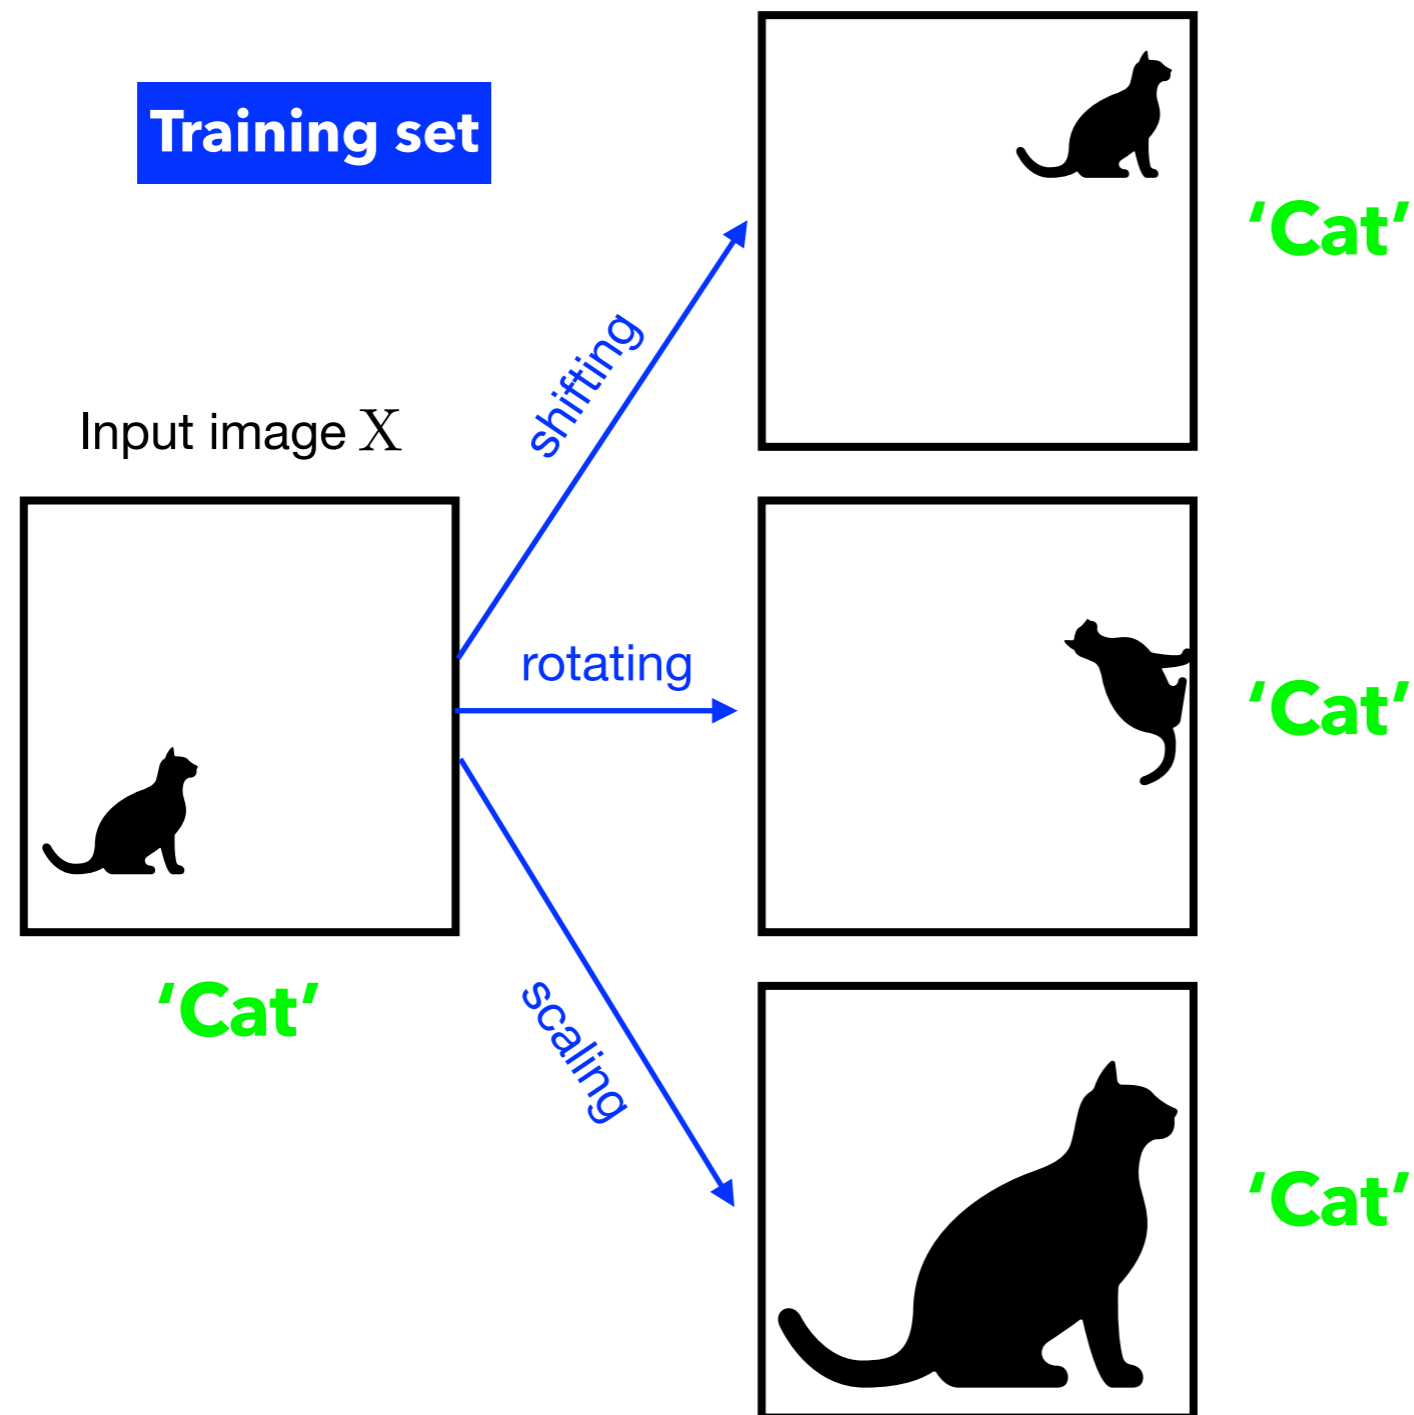 Training set
‘Cat’
shifting
Input image X
rotating
‘Cat’
‘Cat’
scaling
‘Cat’